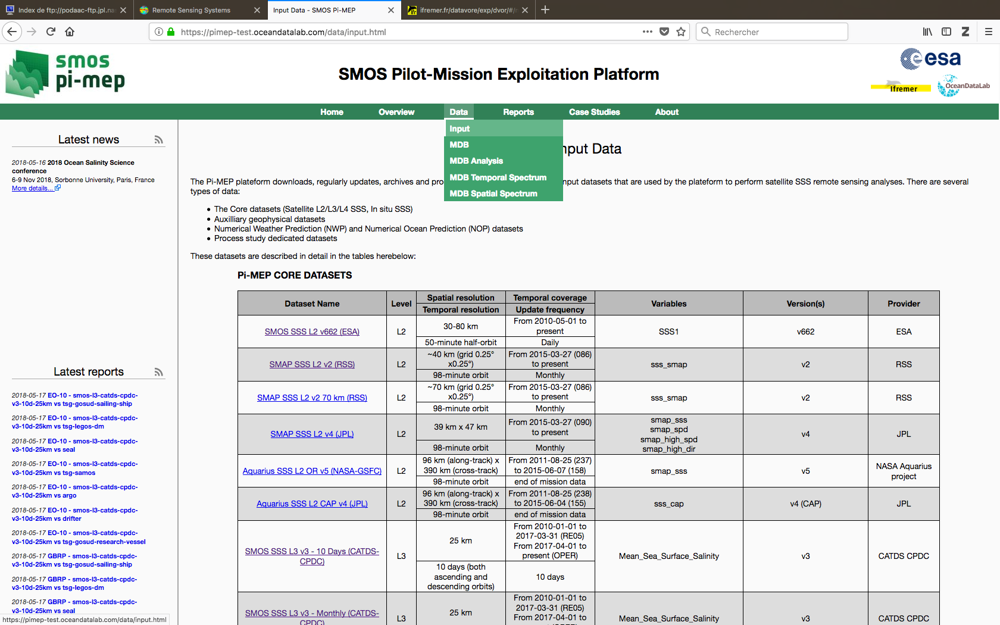 Index de ftp://podaac-ftp.jpl.na
Remote Sensing Systems
Input Data - SMOS Pi-MEP
ifremer.fr/datavore/exp/dvor/#/
https://pimep-test.oceandatalab.com/data/input.html
Rechercher
smos
pi-mep
SMOS Pilot-Mission Exploitation Platform
esa
Ifremer
OceanDataLab
Home
Overview
Data
Reports
Case Studies
About
Input
MDB
MDB Analysis
MDB Temporal Spectrum
MDB Spatial Spectrum
Latest news
2018-05-16 2018 Ocean Salinity Science
conference
6-9 Nov 2018, Sorbonne University, Paris, France
More details...
Latest reports
2018-05-17 EO-10 - smos-l3-catds-cpdc-
v3-10d-25km vs tsg-gosud-sailing-ship
2018-05-17 EO-10 - smos-l3-catds-cpdc-
v3-10d-25km vs tsg-legos-dm
2018-05-17 EO-10 - smos-l3-catds-cpdc-
v3-10d-25km vs seal
2018-05-17 EO-10 - smos-l3-catds-cpdc-
v3-10d-25km vs tsg-samos
2018-05-17 EO-10 - smos-l3-catds-cpdc-
v3-10d-25km vs argo
2018-05-17 EO-10 - smos-l3-catds-cpdc-
v3-10d-25km vs drifter
2018-05-17 EO-10 - smos-l3-catds-cpdc-
v3-10d-25km vs tsg-gosud-research-vessel
2018-05-17 GBRP - smos-l3-catds-cpdc-
v3-10d-25km vs tsg-gosud-sailing-ship
2018-05-17 GBRP - smos-l3-catds-cpdc-
v3-10d-25km vs tsg-legos-dm
2018-05-17 GBRP - smos-l3-catds-cpdc-
v3-10d-25km vs seal
https://pimep-test.oceandatalab.com/data/input.html
nput Data
The Pi-MEP plateform downloads, regularly updates, archives and pro nput datasets that are used by the plateform to perform satellite SSS remote sensing analyses. There are several
types of data:
• The Core datasets (Satellite L2/L3/L4 SSS, In situ SSS)
• Auxilliary geophysical datasets
• Numerical Weather Prediction (NWP) and Numerical Ocean Prediction (NOP) datasets
• Process study dedicated datasets
These datasets are described in detail in the tables herebelow:
Pi-MEP CORE DATASETS
Dataset Name
Level
Spatial resolution
Temporal resolution
Temporal coverage
Update frequency
Variables
Version(s)
Provider
SMOS SSS L2 v662 (ESA)
L2
30-80 km
50-minute half-orbit
From 2010-05-01 to
present
Daily
SSS1
v662
ESA
SMAP SSS L2 v2 (RSS)
L2
~40 km (grid 0.25°
x0.25°)
98-minute orbit
From 2015-03-27 (086)
to present
Monthly
sss_smap
v2
RSS
SMAP SSS L2 v2 70 km (RSS)
L2
~70 km (grid 0.25°
x0.25°)
98-minute orbit
From 2015-03-27 (086)
to present
Monthly
sss_smap
v2
RSS
SMAP SSS L2 v4 (JPL)
L2
39 km x 47 km
98-minute orbit
From 2015-03-27 (090)
to present
Monthly
smap_sss
smap_spd
smap_high_spd
smap_high_dir
v4
JPL
Aquarius SSS L2 OR v5 (NASA-GSFC)
L2
96 km (along-track) x
390 km (cross-track)
98-minute orbit
From 2011-08-25 (237)
to 2015-06-07 (158)
end of mission data
smap_sss
v5
NASA Aquarius
project
Aquarius SSS L2 CAP v4 (JPL)
L2
96 km (along-track) x
390 km (cross-track)
98-minute orbit
From 2011-08-25 (238)
to 2015-06-04 (155)
end of mission data
sss_cap
v4 (CAP)
JPL
SMOS SSS L3 v3 - 10 Days (CATDS-
CPDC)
L3
25 km
10 days (both
ascending and
descending orbits)
From 2010-01-01 to
2017-03-31 (RE05)
From 2017-04-01 to
present (OPER)
10 days
Mean_Sea_Surface_Salinity
v3
CATDS CPDC
SMOS SSS L3 v3 - Monthly (CATDS-
CPDC)
L3
25 km
From 2010-01-01 to
2017-03-31 (RE05)
From 2017-04-01 to
Mean_Sea_Surface_Salinity
v3
CATDS CPDC